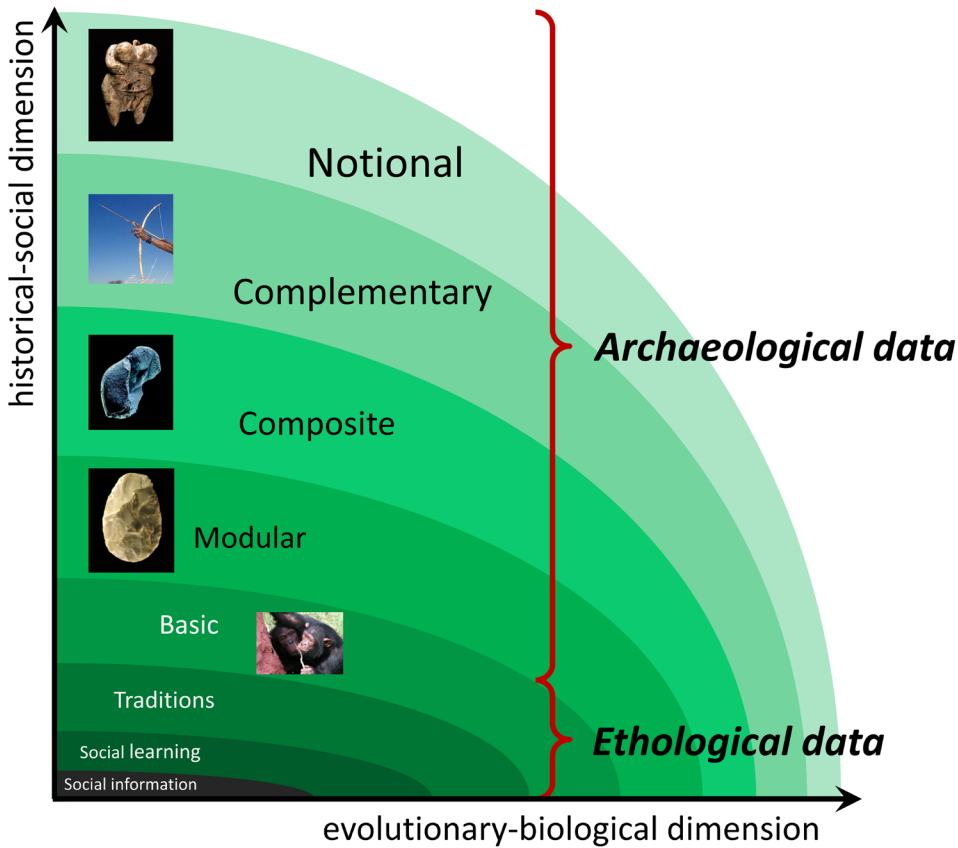 historical-social dimension
Notional
Complementary
Archaeological data
Composite
Modular
Basic
Traditions
Ethological data
Social learning
Social information
evolutionary-biological dimension